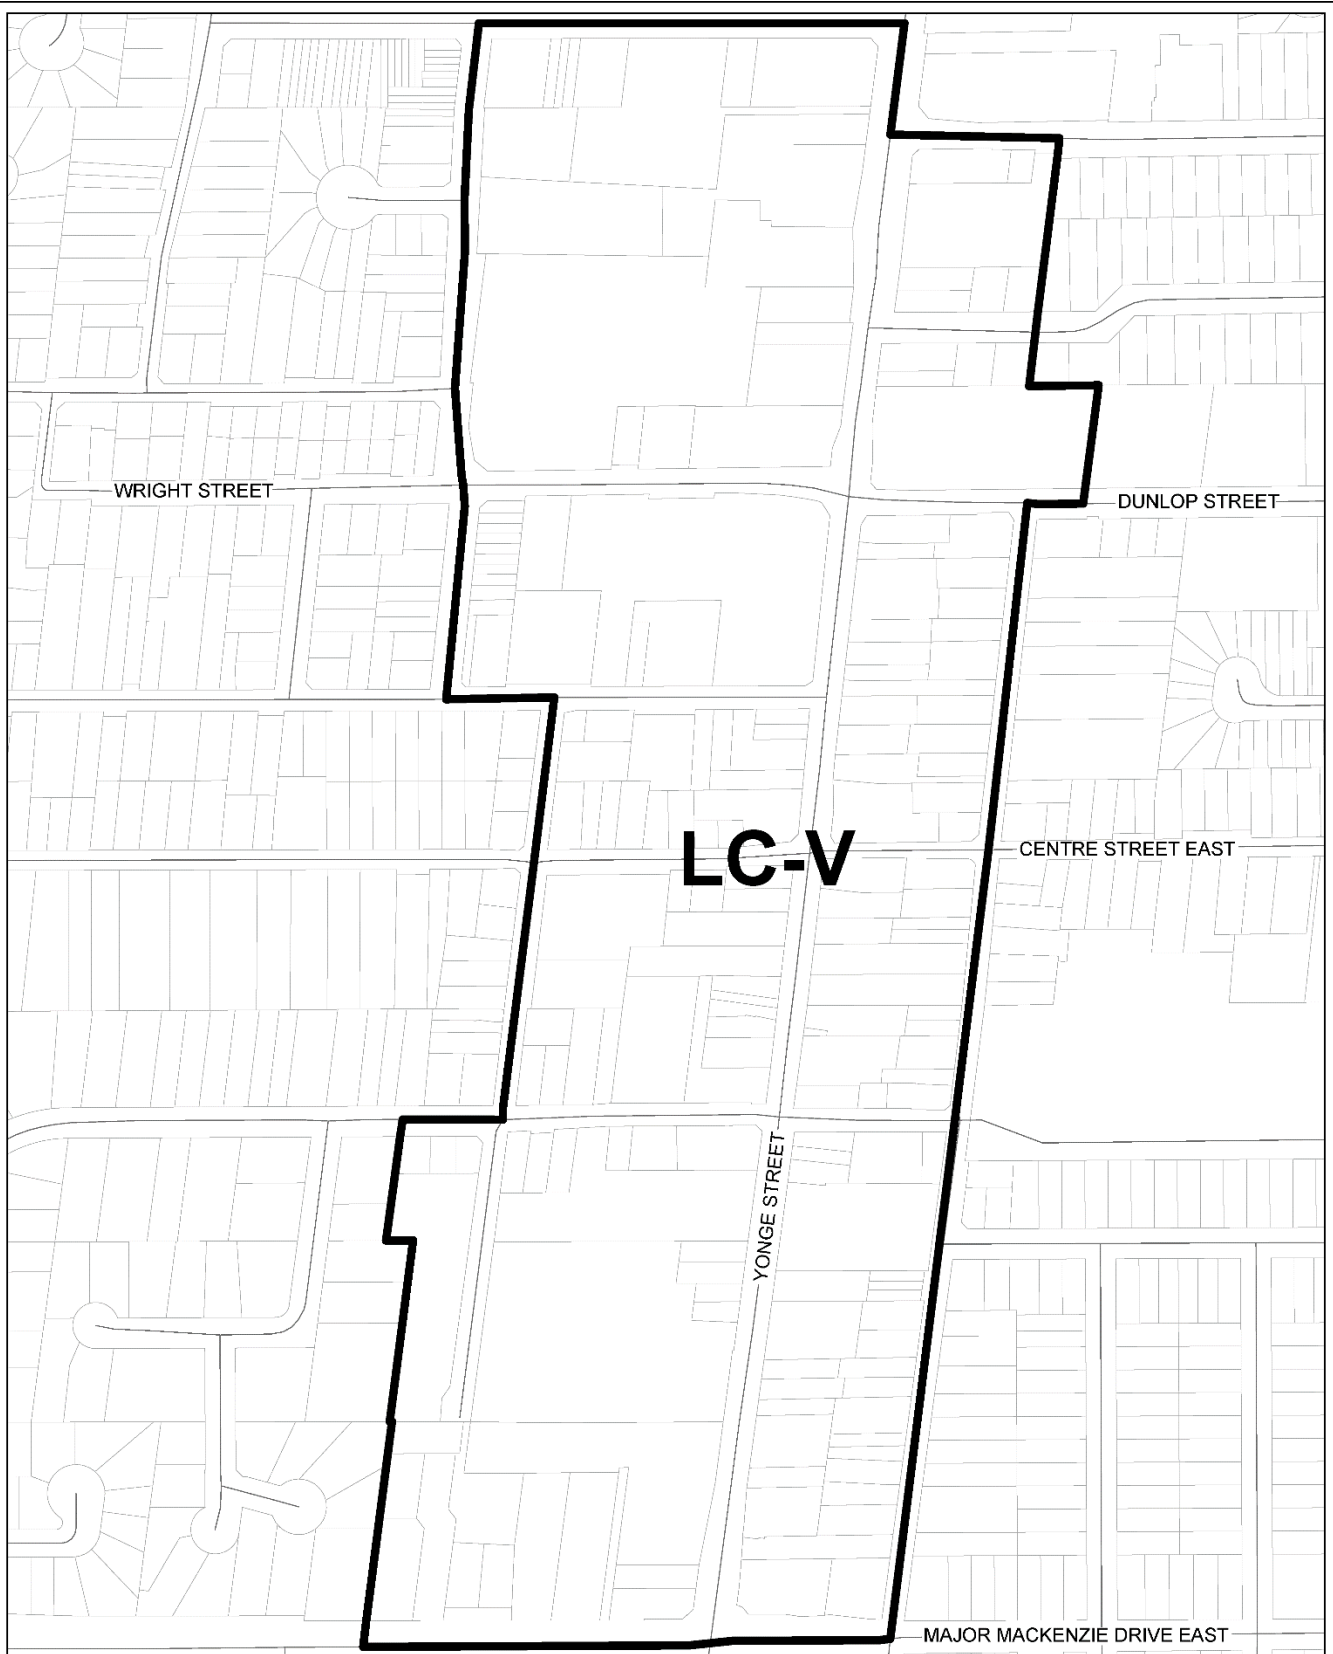 WRIGHT STREET
DUNLOP STREET
CENTRE STREET EAST
LC-V
YONGE STREET
MAJOR MACKENZIE DRIVE EAST